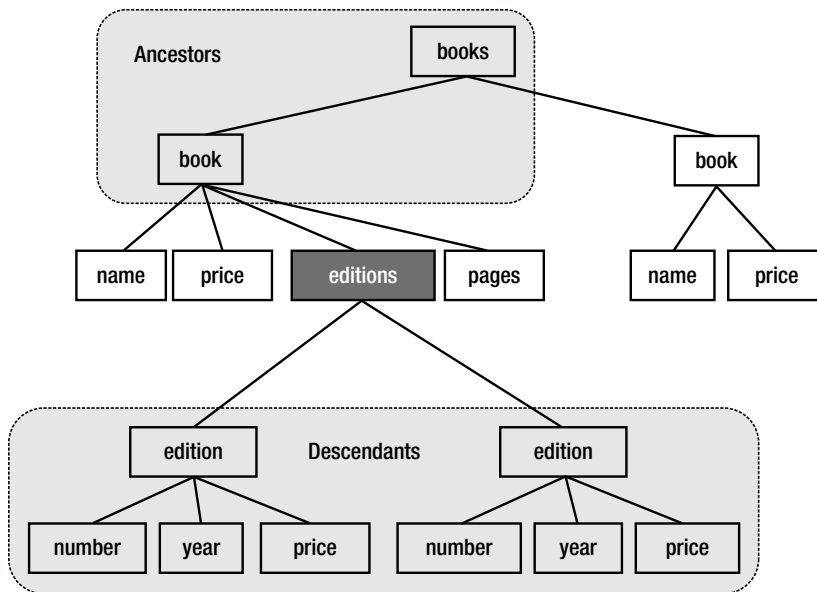 Ancestors
books
book
book
name
price
editions
pages
name
price
edition
Descendants
edition
number
year
price
number
year
price